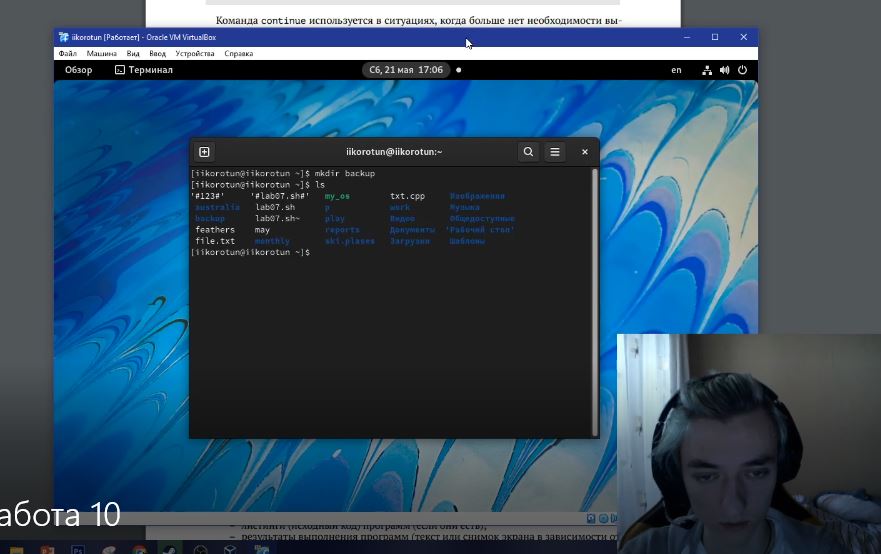 Команда continue используется в ситуациях, когда больше нет необходимости вы-
iikorotun [Работает] - Oracle VM VirtualBox
Файл Машина Вид Ввод Устройства Справка
Обзор Терминал Сб, 21 мая 17:06 en
iikorotun@iikorotun:~
[iikorotun@iikorotun ~]$ mkdir backup
[iikorotun@iikorotun ~]$ ls
'#123#' '#lab07.sh#' my_os txt.cpp Изображения
australia lab07.sh p work Музыка
backup lab07.sh~ play Видео Общедоступные
feathers may reports Документы 'Рабочий стол'
file.txt monthly ski.plases Загрузки Шаблоны
[iikorotun@iikorotun ~]$
абота 10
– листинги (исходный код) программ (если они есть);
– результаты выполнения программ (текст или снимок экрана в зависимости от